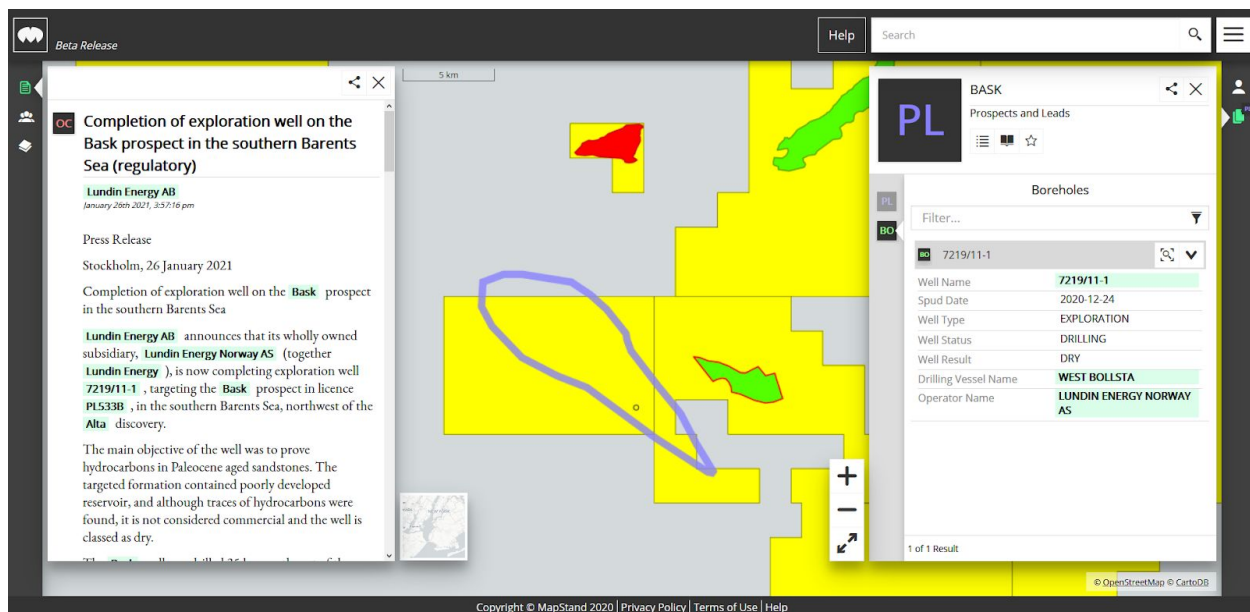 Beta Release
Help
Search
5 km
OC
Completion of exploration well on the
Bask prospect in the southern Barents
Sea (regulatory)
Lundin Energy AB
January 26th 2021, 3:57:16 pm
Press Release
Stockholm, 26 January 2021
Completion of exploration well on the Bask prospect
in the southern Barents Sea
Lundin Energy AB announces that its wholly owned
subsidiary, Lundin Energy Norway AS (together
Lundin Energy ), is now completing exploration well
7219/11-1 , targeting the Bask prospect in licence
PL533B , in the southern Barents Sea, northwest of the
Alta discovery.
The main objective of the well was to prove
hydrocarbons in Paleocene aged sandstones. The
targeted formation contained poorly developed
reservoir, and although traces of hydrocarbons were
found, it is not considered commercial and the well is
classed as dry.
PL
BASK
Prospects and Leads
PL
BO
Boreholes
Filter...
BO 7219/11-1
Well Name 7219/11-1
Spud Date 2020-12-24
Well Type EXPLORATION
Well Status DRILLING
Well Result DRY
Drilling Vessel Name WEST BOLLSTA
Operator Name LUNDIN ENERGY NORWAY
AS
1 of 1 Result
© OpenStreetMap © CartoDB
Copyright © MapStand 2020 | Privacy Policy | Terms of Use | Help